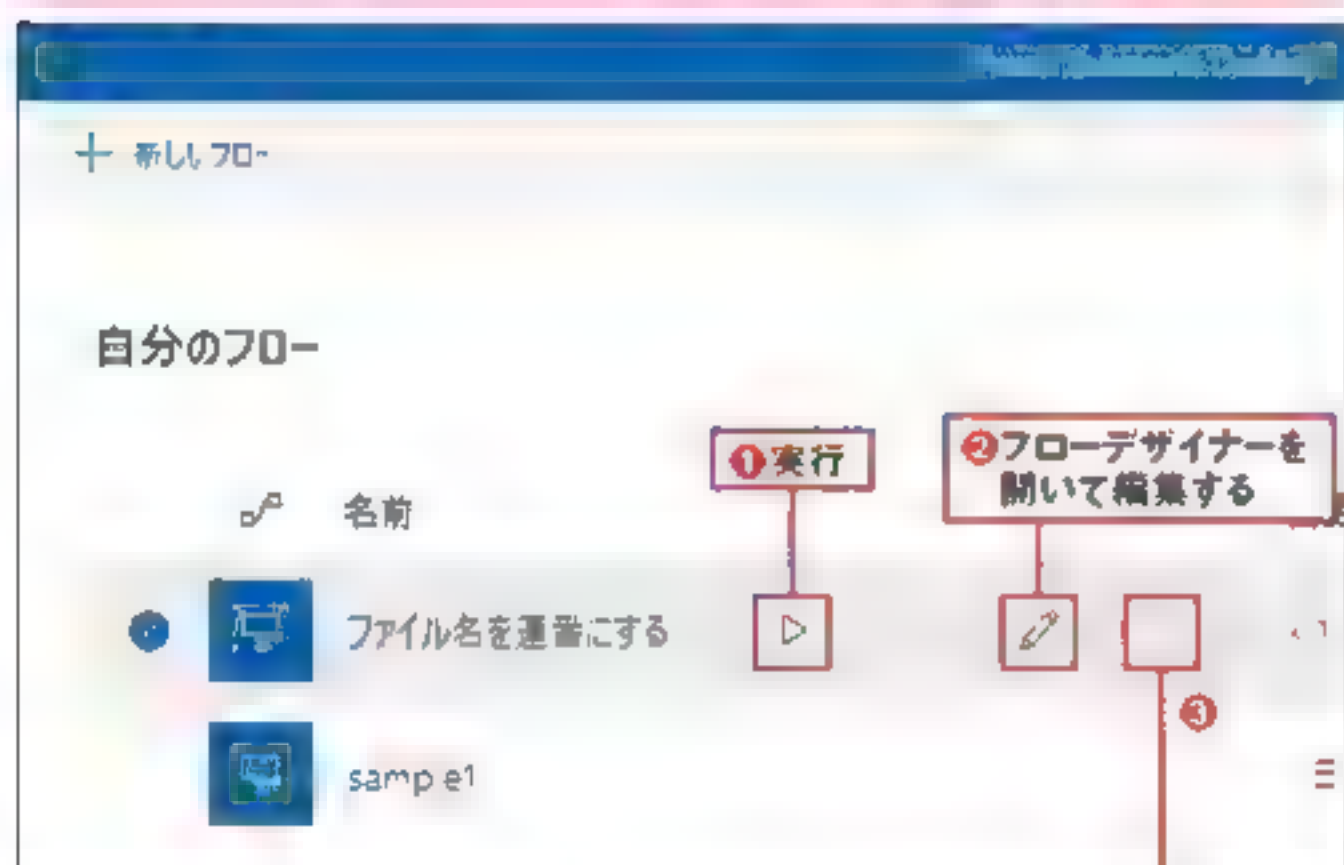 新しいフロー
自分のフロー
❶実行
❷フローデザイナーを
開いて編集する
名前
ファイル名を連番にする
❸
sample1